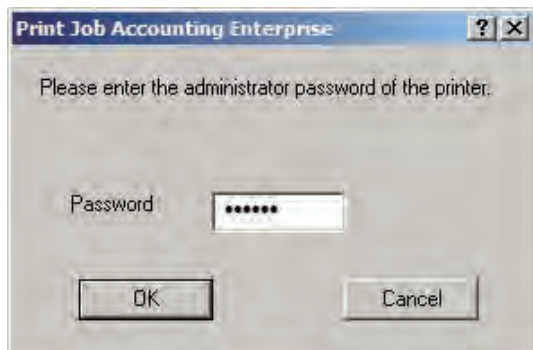 Print Job Accounting Enterprise
Please enter the administrator password of the printer.
Password ••••••
OK Cancel